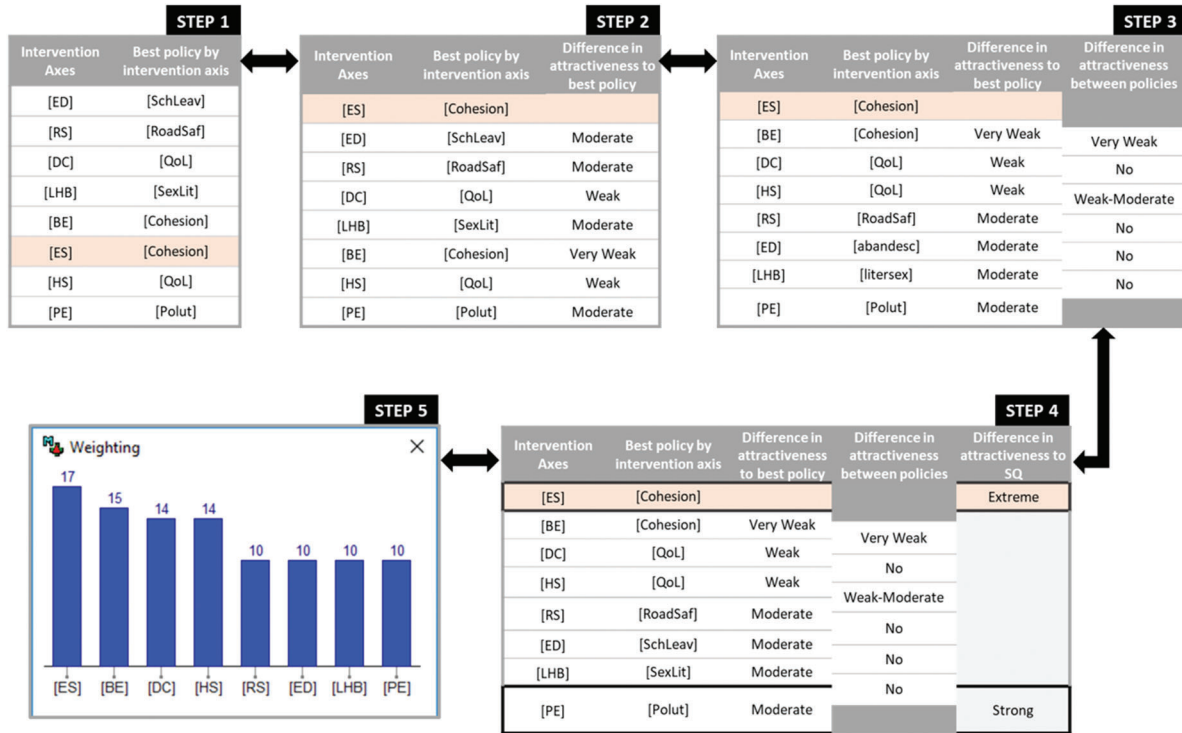 STEP 1
Intervention Axes | Best policy by intervention axis
[ED] [SchLeav]
[RS] [RoadSaf]
[DC] [QoL]
[LHB] [SexLit]
[BE] [Cohesion]
[ES] [Cohesion]
[HS] [QoL]
[PE] [Polut]
STEP 2
Intervention Axes | Best policy by intervention axis | Difference in attractiveness to best policy
[ES] [Cohesion]
[ED] [SchLeav] Moderate
[RS] [RoadSaf] Moderate
[DC] [QoL] Weak
[LHB] [SexLit] Moderate
[BE] [Cohesion] Very Weak
[HS] [QoL] Weak
[PE] [Polut] Moderate
STEP 3
Intervention Axes | Best policy by intervention axis | Difference in attractiveness to best policy | Difference in attractiveness between policies
[ES] [Cohesion]
[BE] [Cohesion] Very Weak
Very Weak
[DC] [QoL] Weak
No
[HS] [QoL] Weak
Weak-Moderate
[RS] [RoadSaf] Moderate
No
[ED] [abandesc] Moderate
No
[LHB] [litersex] Moderate
No
[PE] [Polut] Moderate
STEP 4
Intervention Axes | Best policy by intervention axis | Difference in attractiveness to best policy | Difference in attractiveness between policies | Difference in attractiveness to SQ
[ES] [Cohesion] Extreme
[BE] [Cohesion] Very Weak
Very Weak
[DC] [QoL] Weak
No
[HS] [QoL] Weak
Weak-Moderate
[RS] [RoadSaf] Moderate
No
[ED] [SchLeav] Moderate
No
[LHB] [SexLit] Moderate
No
[PE] [Polut] Moderate Strong
STEP 5
Weighting
17 15 14 14 10 10 10 10
[ES] [BE] [DC] [HS] [RS] [ED] [LHB] [PE]